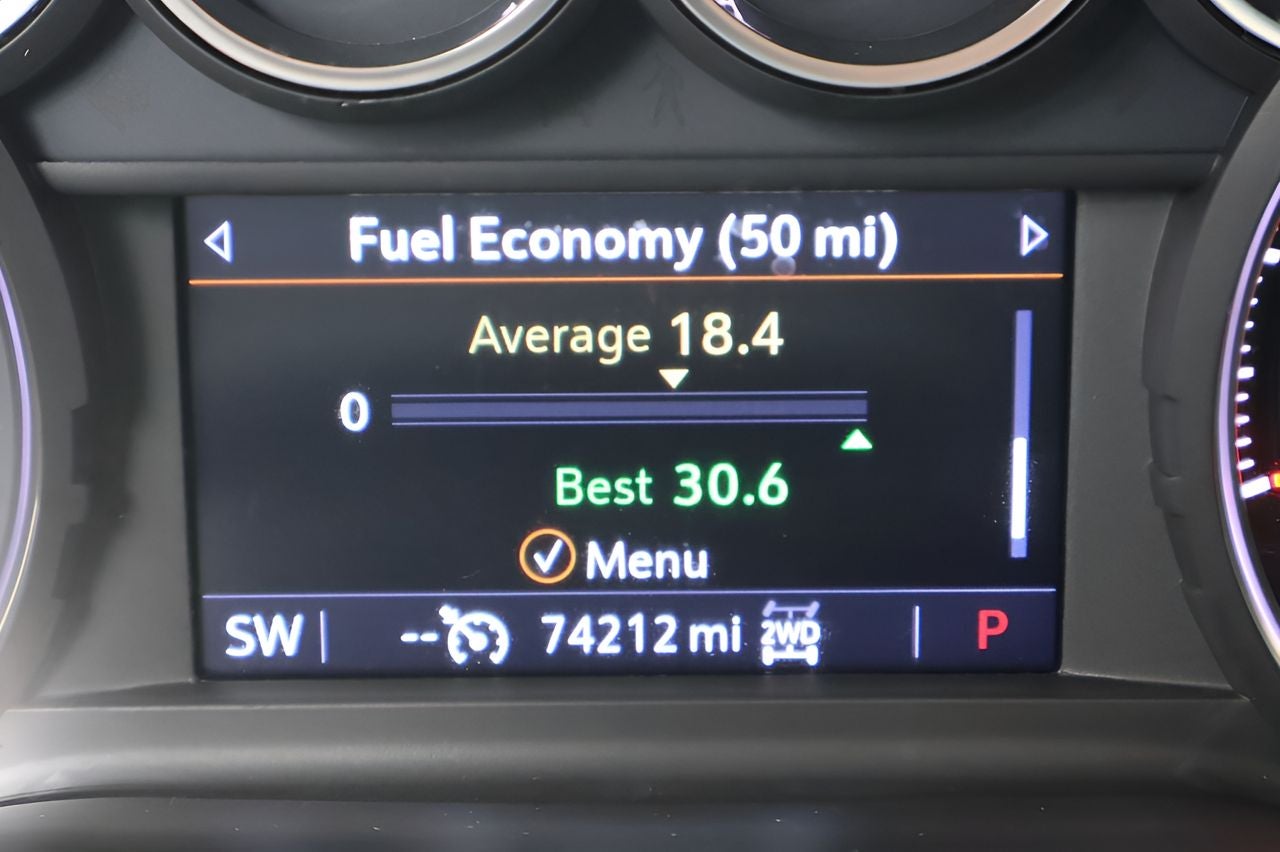 Fuel Economy (50 mi)
Average 18.4
0
Best 30.6
Menu
SW -- 74212 mi 2WD P